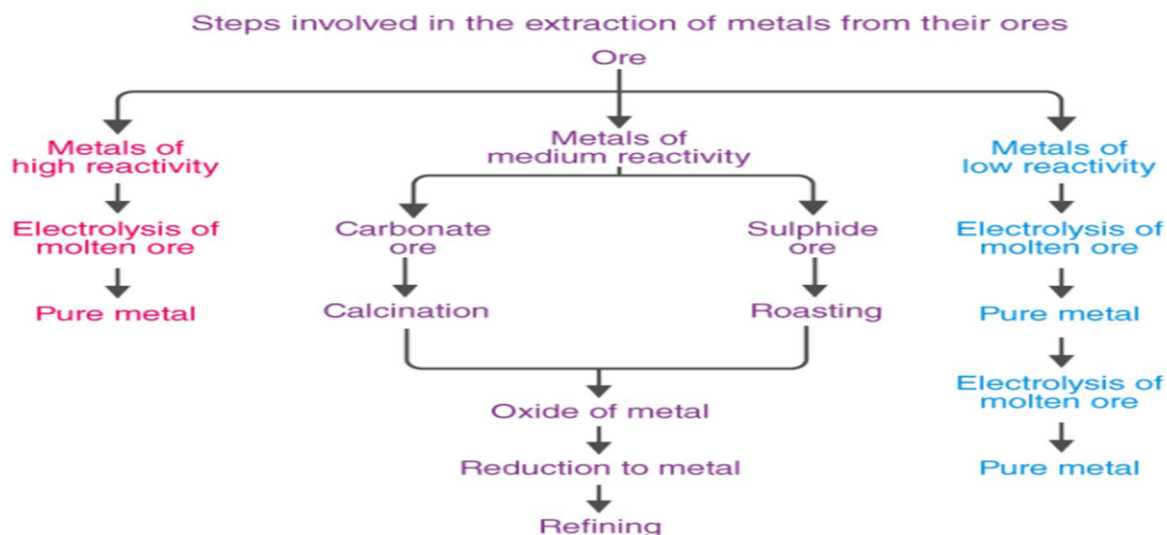 Steps involved in the extraction of metals from their ores
Ore
Metals of
high reactivity
Electrolysis of
molten ore
Pure metal
Metals of
medium reactivity
Carbonate
ore
Calcination
Sulphide
ore
Roasting
Oxide of metal
Reduction to metal
Refining
Metals of
low reactivity
Electrolysis of
molten ore
Pure metal
Electrolysis of
molten ore
Pure metal